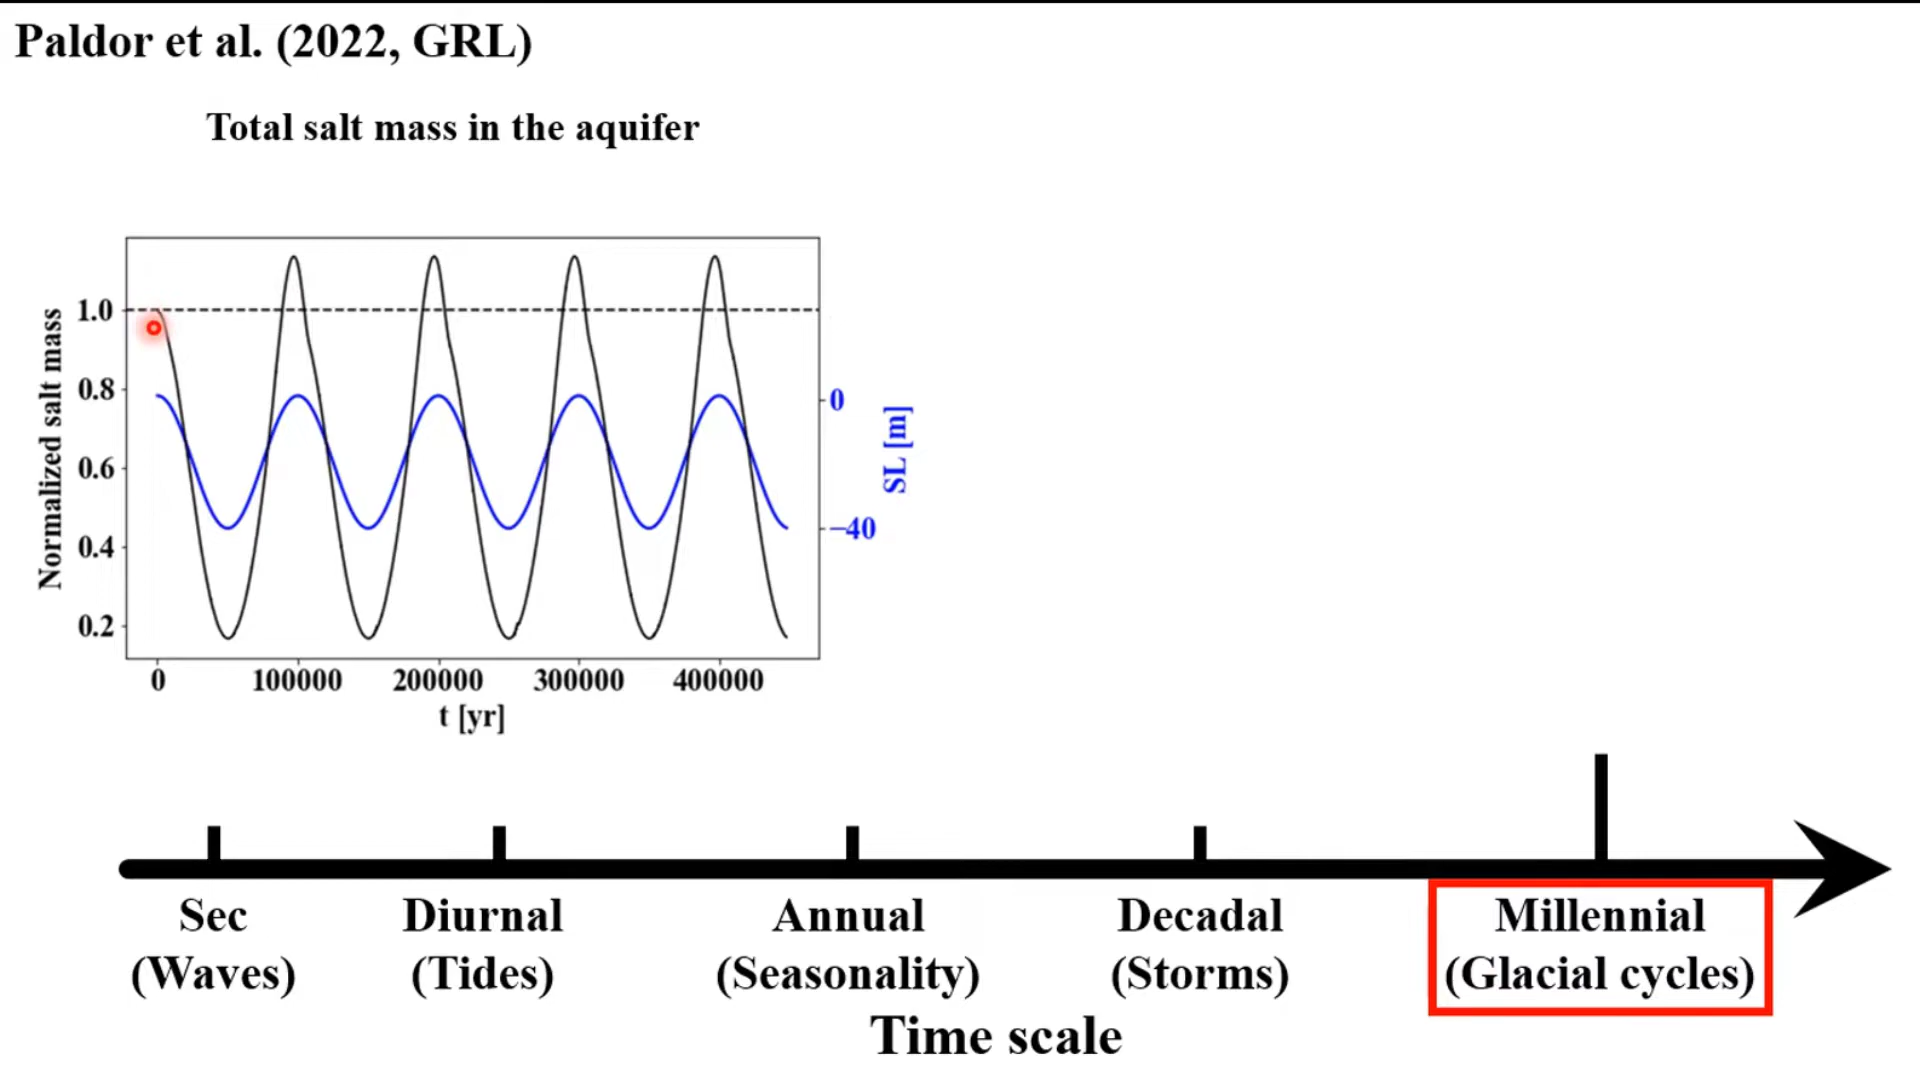 Paldor et al. (2022, GRL)
Total salt mass in the aquifer
Normalized salt mass
1.0
0.8
0.6
0.4
0.2
0
−40
SL [m]
0 100000 200000 300000 400000
t [yr]
Sec Diurnal Annual Decadal Millennial
(Waves) (Tides) (Seasonality) (Storms) (Glacial cycles)
Time scale